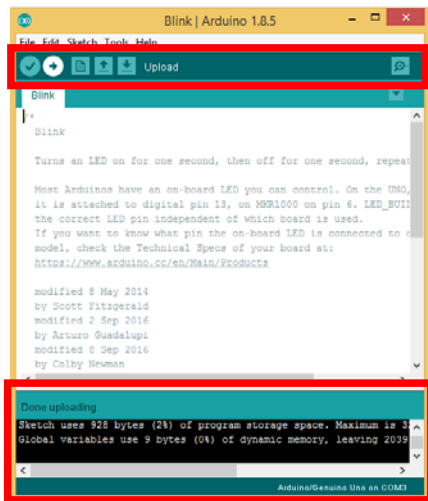 Blink | Arduino 1.8.5
File Edit Sketch Tools Help
Upload
Blink
/*
Blink
Turns an LED on for one second, then off for one second, repeat
Most Arduinos have an on-board LED you can control. On the UNO,
it is attached to digital pin 13, on MKR1000 on pin 6. LED_BUI
the correct LED pin independent of which board is used.
If you want to know what pin the on-board LED is connected to
model, check the Technical Specs of your board at:
https://www.arduino.cc/en/Main/Products
modified 8 May 2014
by Scott Fitzgerald
modified 2 Sep 2016
by Arturo Guadalupi
modified 8 Sep 2016
by Colby Newman
Done uploading
Sketch uses 928 bytes (2%) of program storage space. Maximum is 3
Global variables use 9 bytes (0%) of dynamic memory, leaving 2039
Arduino/Genuino Uno on COM3